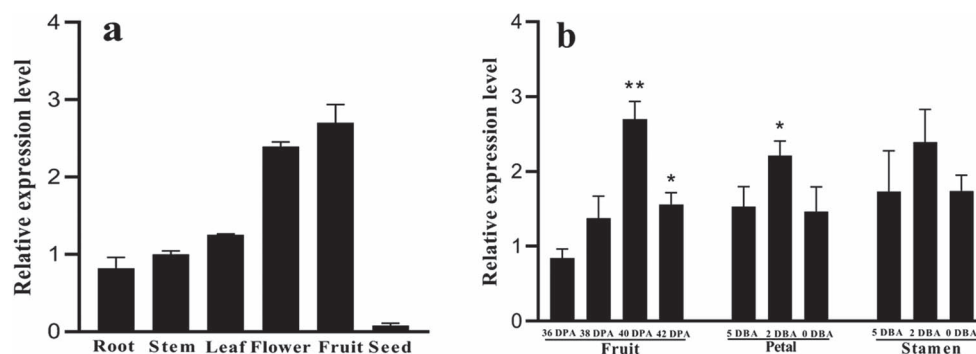 a
Relative expression level
4
3
2
1
0
Root Stem Leaf Flower Fruit Seed
b
Relative expression level
4
3
2
1
0
** * *
36 DPA 38 DPA 40 DPA 42 DPA 5 DBA 2 DBA 0 DBA 5 DBA 2 DBA 0 DBA
Fruit Petal Stamen